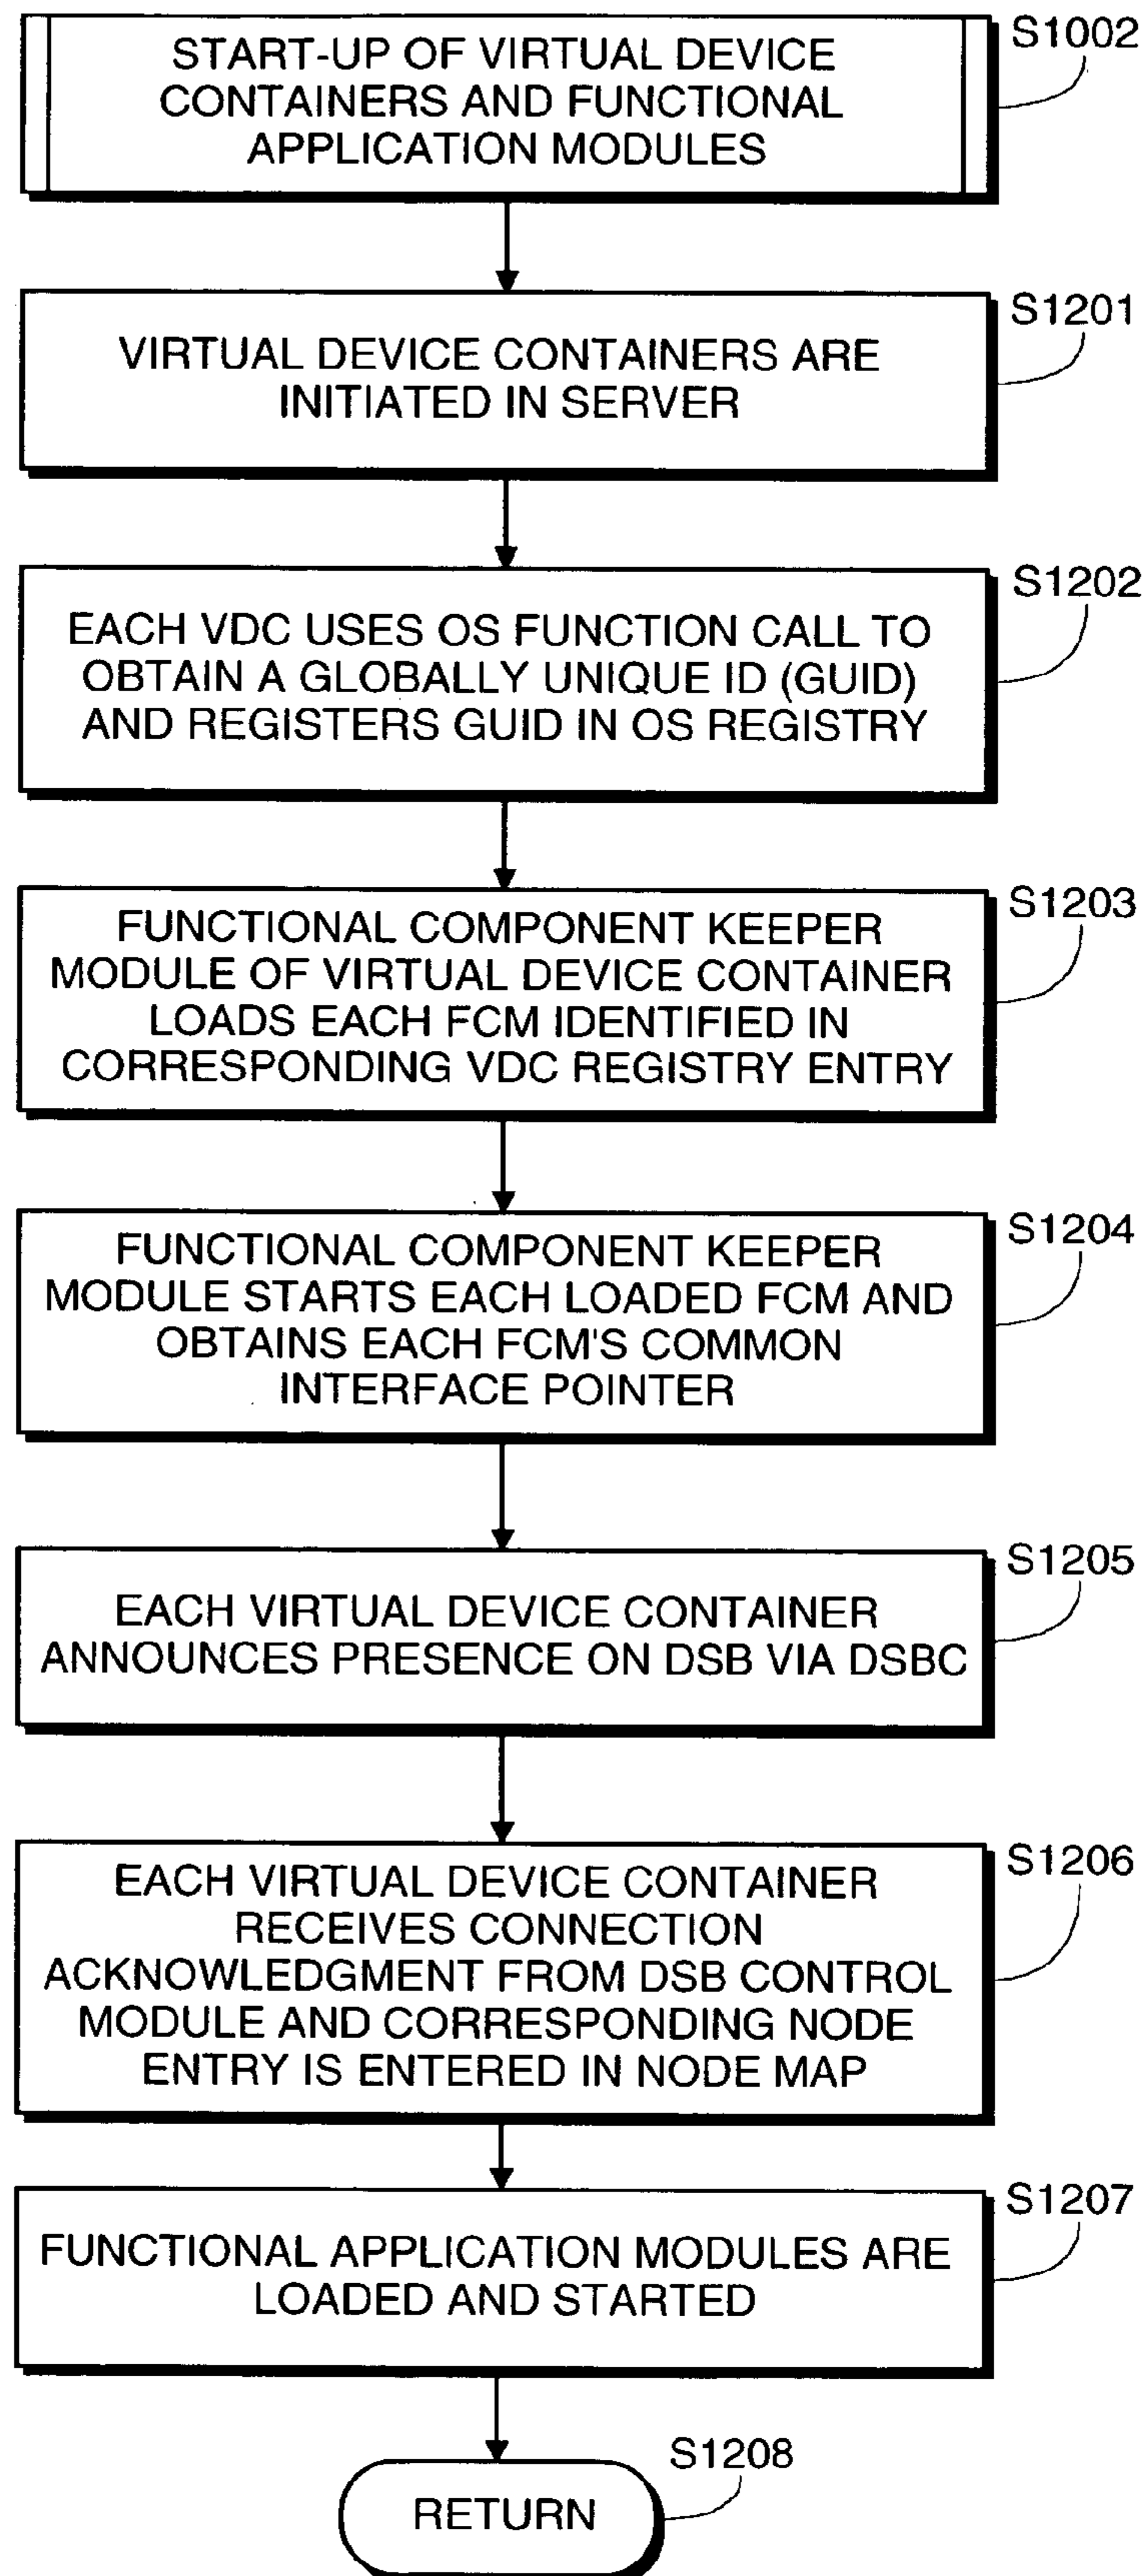 S1002
START-UP OF VIRTUAL DEVICE
CONTAINERS AND FUNCTIONAL
APPLICATION MODULES
S1201
VIRTUAL DEVICE CONTAINERS ARE
INITIATED IN SERVER
S1202
EACH VDC USES OS FUNCTION CALL TO
OBTAIN A GLOBALLY UNIQUE ID (GUID)
AND REGISTERS GUID IN OS REGISTRY
S1203
FUNCTIONAL COMPONENT KEEPER
MODULE OF VIRTUAL DEVICE CONTAINER
LOADS EACH FCM IDENTIFIED IN
CORRESPONDING VDC REGISTRY ENTRY
S1204
FUNCTIONAL COMPONENT KEEPER
MODULE STARTS EACH LOADED FCM AND
OBTAINS EACH FCM'S COMMON
INTERFACE POINTER
S1205
EACH VIRTUAL DEVICE CONTAINER
ANNOUNCES PRESENCE ON DSB VIA DSBC
S1206
EACH VIRTUAL DEVICE CONTAINER
RECEIVES CONNECTION
ACKNOWLEDGMENT FROM DSB CONTROL
MODULE AND CORRESPONDING NODE
ENTRY IS ENTERED IN NODE MAP
S1207
FUNCTIONAL APPLICATION MODULES ARE
LOADED AND STARTED
S1208
RETURN